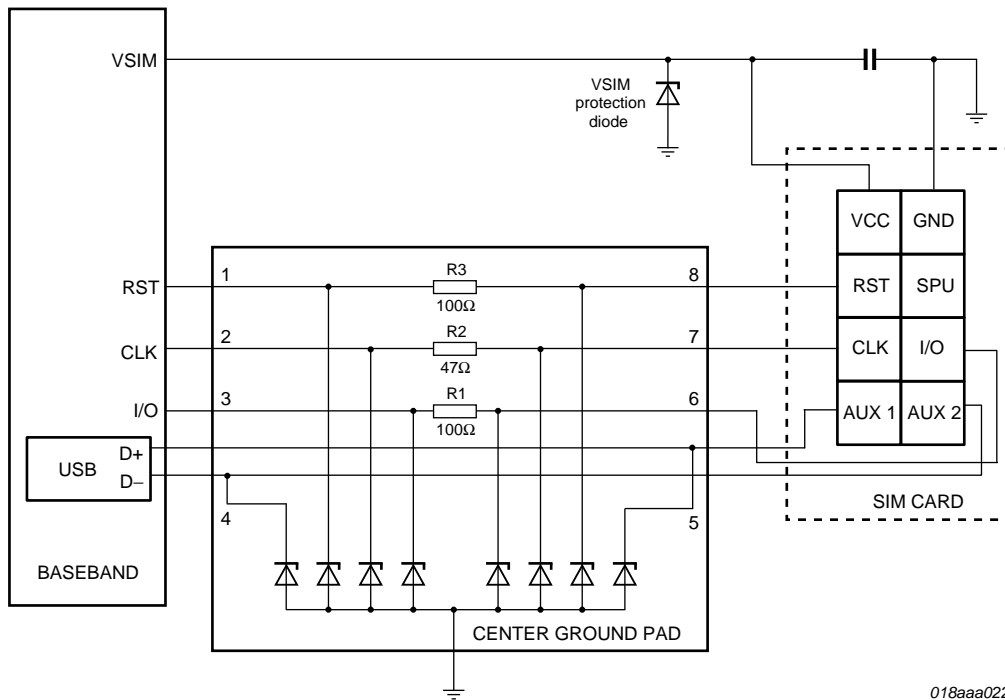 VSIM
VSIM
protection
diode
VCC GND
1
R3
8
RST
100Ω
RST SPU
2
R2
7
CLK
47Ω
CLK I/O
3
R1
6
I/O
100Ω
AUX 1 AUX 2
D+
USB
D−
4
5
SIM CARD
BASEBAND
CENTER GROUND PAD
018aaa022